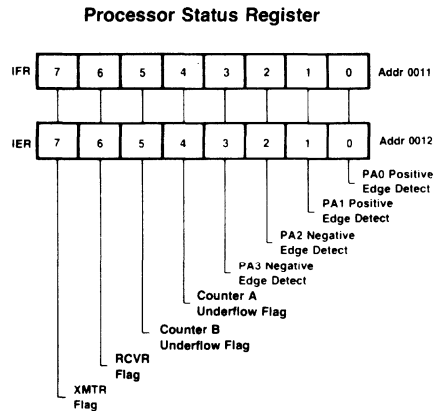 Processor Status Register
IFR 7 6 5 4 3 2 1 0 Addr 0011
IER 7 6 5 4 3 2 1 0 Addr 0012
PA0 Positive
Edge Detect
PA1 Positive
Edge Detect
PA2 Negative
Edge Detect
PA3 Negative
Edge Detect
Counter A
Underflow Flag
Counter B
Underflow Flag
RCVR
Flag
XMTR
Flag